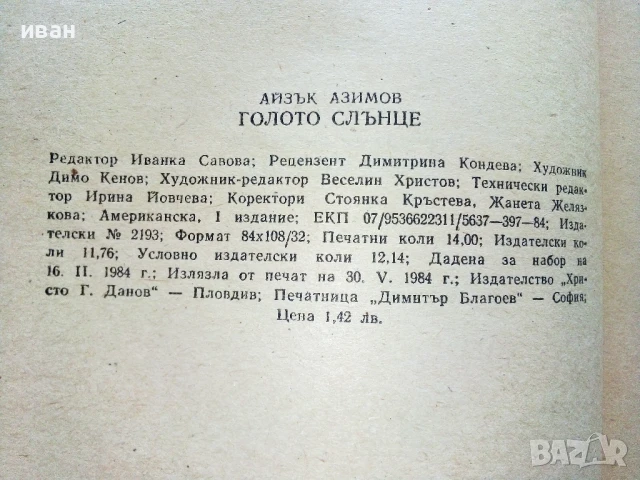 иван
АЙЗЪК АЗИМОВ
ГОЛОТО СЛЪНЦЕ
Редактор Иванка Савова; Рецензент Димитрина Кондева; Художник
Димо Кенов; Художник-редактор Веселин Христов; Технически редак-
тор Ирина Йовчева; Коректори Стоянка Кръстева, Жанета Желяз-
кова; Американска, I издание; ЕКП 07/9536622311/5637—397—84; Изда-
телски № 2193; Формат 84х108/32; Печатни коли 14,00; Издателски ко-
ли 11,76; Условно издателски коли 12,14; Дадена за набор на
16. II. 1984 г.; Излязла от печат на 30. V. 1984 г.; Издателство „Хри-
сто Г. Данов“ — Пловдив; Печатница „Димитър Благоев“ — София;
Цена 1,42 лв.
BAZAR